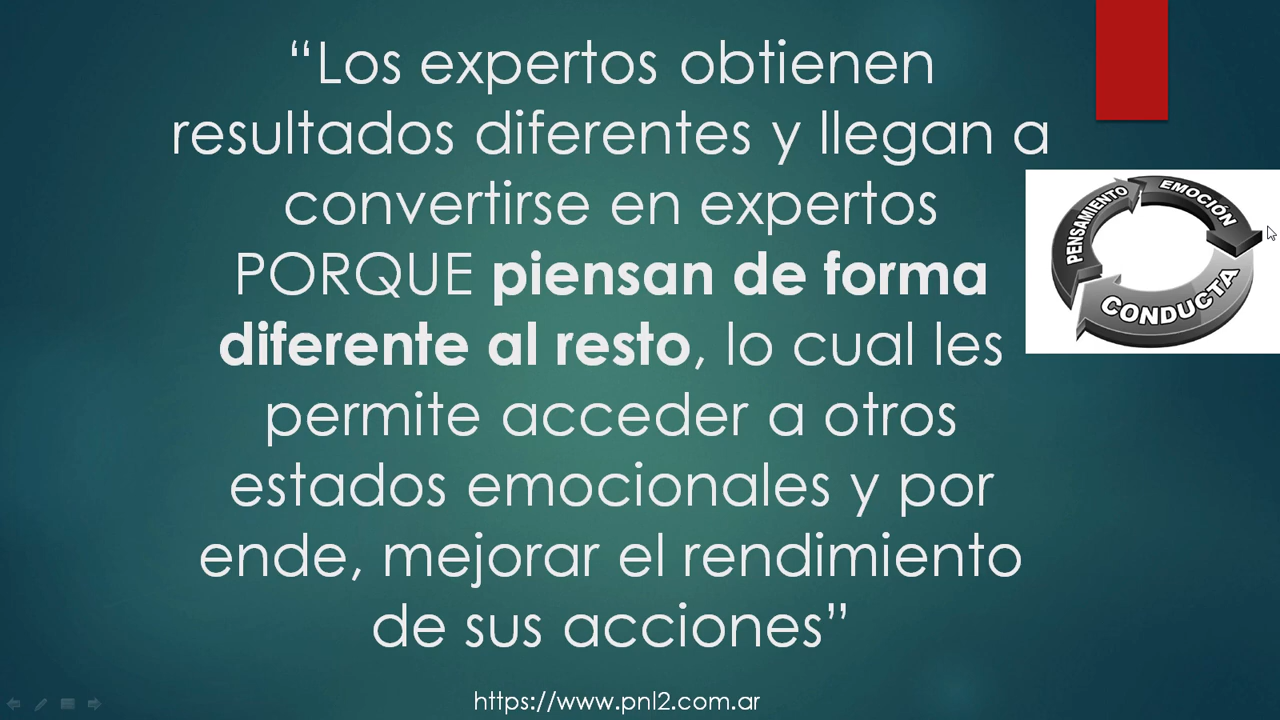 “Los expertos obtienen
resultados diferentes y llegan a
convertirse en expertos
PORQUE piensan de forma
diferente al resto, lo cual les
permite acceder a otros
estados emocionales y por
ende, mejorar el rendimiento
de sus acciones”
PENSAMIENTO
EMOCIÓN
CONDUCTA
https://www.pnl2.com.ar